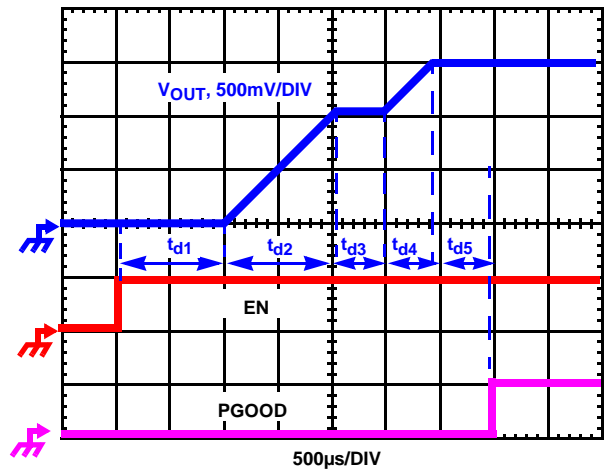 VOUT, 500mV/DIV
td1 td2 td3 td4 td5
EN
PGOOD
500µs/DIV